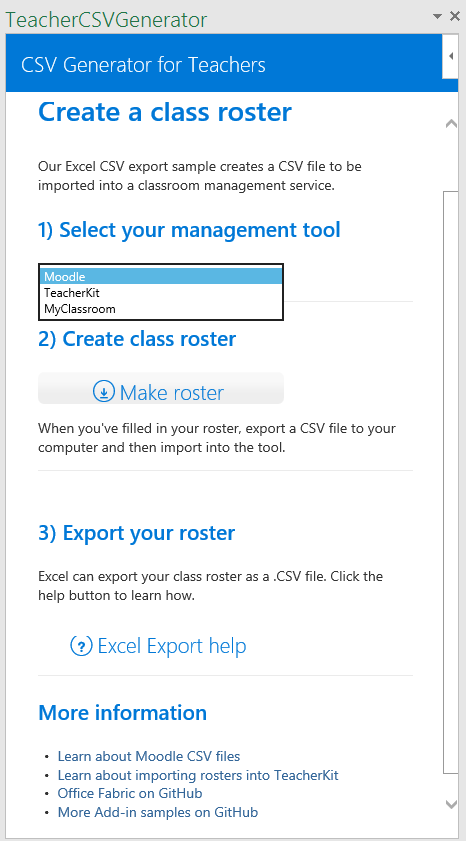 TeacherCSVGenerator
CSV Generator for Teachers
Create a class roster
Our Excel CSV export sample creates a CSV file to be
imported into a classroom management service.
1) Select your management tool
Moodle
TeacherKit
MyClassroom
2) Create class roster
Make roster
When you've filled in your roster, export a CSV file to your
computer and then import into the tool.
3) Export your roster
Excel can export your class roster as a .CSV file. Click the
help button to learn how.
? Excel Export help
More information
• Learn about Moodle CSV files
• Learn about importing rosters into TeacherKit
• Office Fabric on GitHub
• More Add-in samples on GitHub